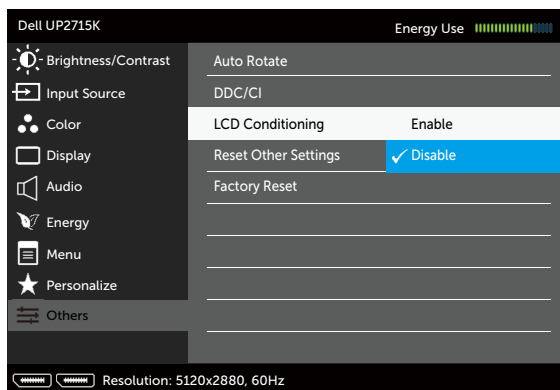 Dell UP2715K
Energy Use
Brightness/Contrast
Auto Rotate
Input Source
DDC/CI
Color
LCD Conditioning
Enable
Display
Reset Other Settings
Disable
Audio
Factory Reset
Energy
Menu
Personalize
Others
Resolution: 5120x2880, 60Hz